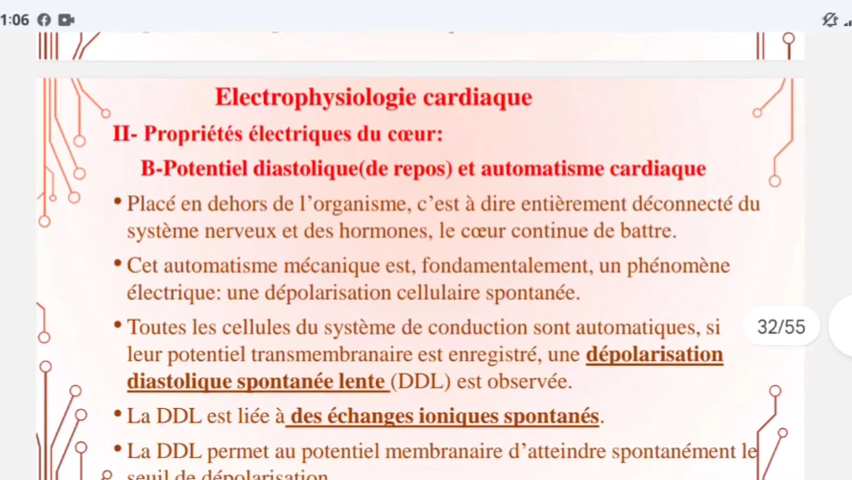 1:06
Electrophysiologie cardiaque
II- Propriétés électriques du cœur:
B-Potentiel diastolique(de repos) et automatisme cardiaque
• Placé en dehors de l'organisme, c'est à dire entièrement déconnecté du
système nerveux et des hormones, le cœur continue de battre.
• Cet automatisme mécanique est, fondamentalement, un phénomène
électrique: une dépolarisation cellulaire spontanée.
• Toutes les cellules du système de conduction sont automatiques, si
32/55
leur potentiel transmembranaire est enregistré, une dépolarisation
diastolique spontanée lente (DDL) est observée.
• La DDL est liée à des échanges ioniques spontanés.
• La DDL permet au potentiel membranaire d'atteindre spontanément le
seuil de dépolarisation